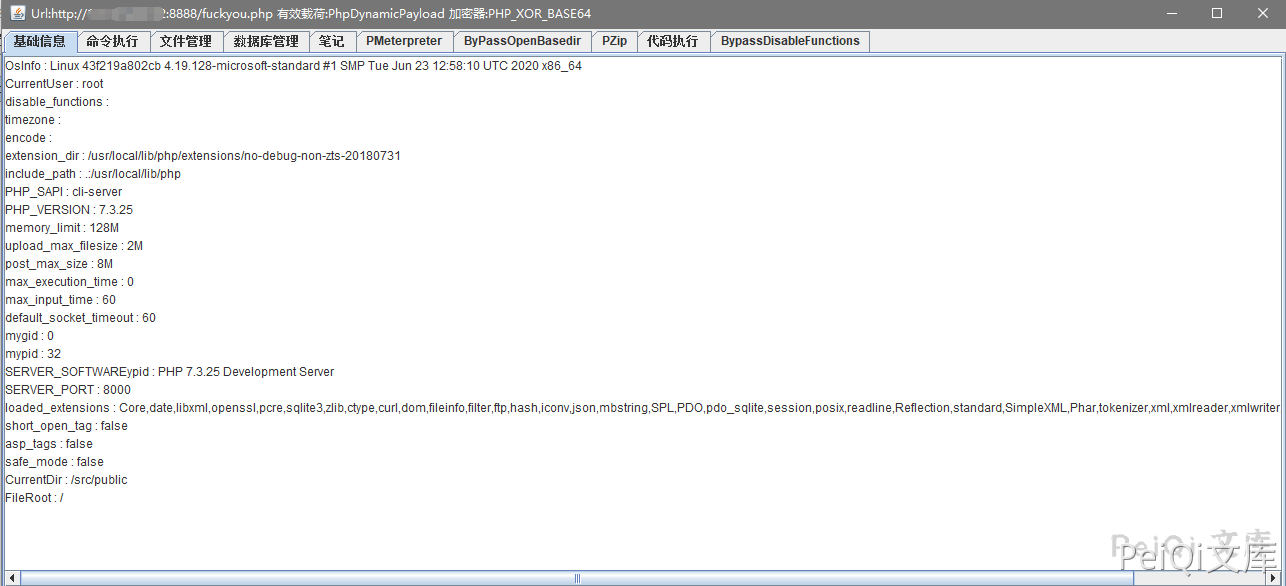 Url:http:// 2:8888/fuckyou.php 有效载荷:PhpDynamicPayload 加密器:PHP_XOR_BASE64
基础信息 命令执行 文件管理 数据库管理 笔记 PMeterpreter ByPassOpenBasedir PZip 代码执行 BypassDisableFunctions
OsInfo : Linux 43f219a802cb 4.19.128-microsoft-standard #1 SMP Tue Jun 23 12:58:10 UTC 2020 x86_64
CurrentUser : root
disable_functions :
timezone :
encode :
extension_dir : /usr/local/lib/php/extensions/no-debug-non-zts-20180731
include_path : .:/usr/local/lib/php
PHP_SAPI : cli-server
PHP_VERSION : 7.3.25
memory_limit : 128M
upload_max_filesize : 2M
post_max_size : 8M
max_execution_time : 0
max_input_time : 60
default_socket_timeout : 60
mygid : 0
mypid : 32
SERVER_SOFTWAREypid : PHP 7.3.25 Development Server
SERVER_PORT : 8000
loaded_extensions : Core,date,libxml,openssl,pcre,sqlite3,zlib,ctype,curl,dom,fileinfo,filter,ftp,hash,iconv,json,mbstring,SPL,PDO,pdo_sqlite,session,posix,readline,Reflection,standard,SimpleXML,Phar,tokenizer,xml,xmlreader,xmlwriter
short_open_tag : false
asp_tags : false
safe_mode : false
CurrentDir : /src/public
FileRoot : /
PeiQi 文库
PeiQi文库